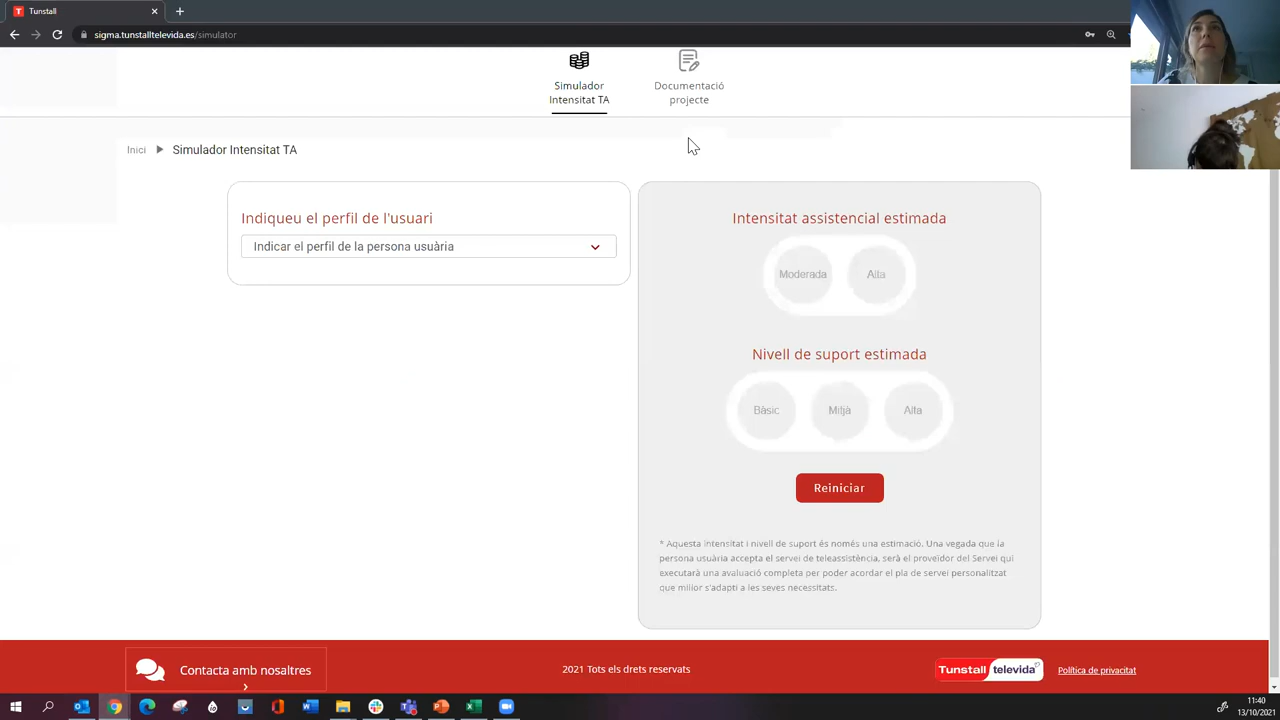 Tunstall
sigma.tunstalltelevida.es/simulator
Simulador
Intensitat TA
Documentació
projecte
Inici
Simulador Intensitat TA
Indiqueu el perfil de l'usuari
Indicar el perfil de la persona usuària
Intensitat assistencial estimada
Moderada
Alta
Nivell de suport estimada
Bàsic
Mitjà
Alta
Reiniciar
* Aquesta intensitat i nivell de suport és només una estimació. Una vegada que la
persona usuària accepta el servei de teleassistència, serà el proveïdor del Servei qui
executarà una avaluació completa per poder acordar el pla de servei personalitzat
que millor s'adapti a les seves necessitats.
Contacta amb nosaltres
2021 Tots els drets reservats
Tunstall televida
Política de privacitat
11:40
13/10/2021